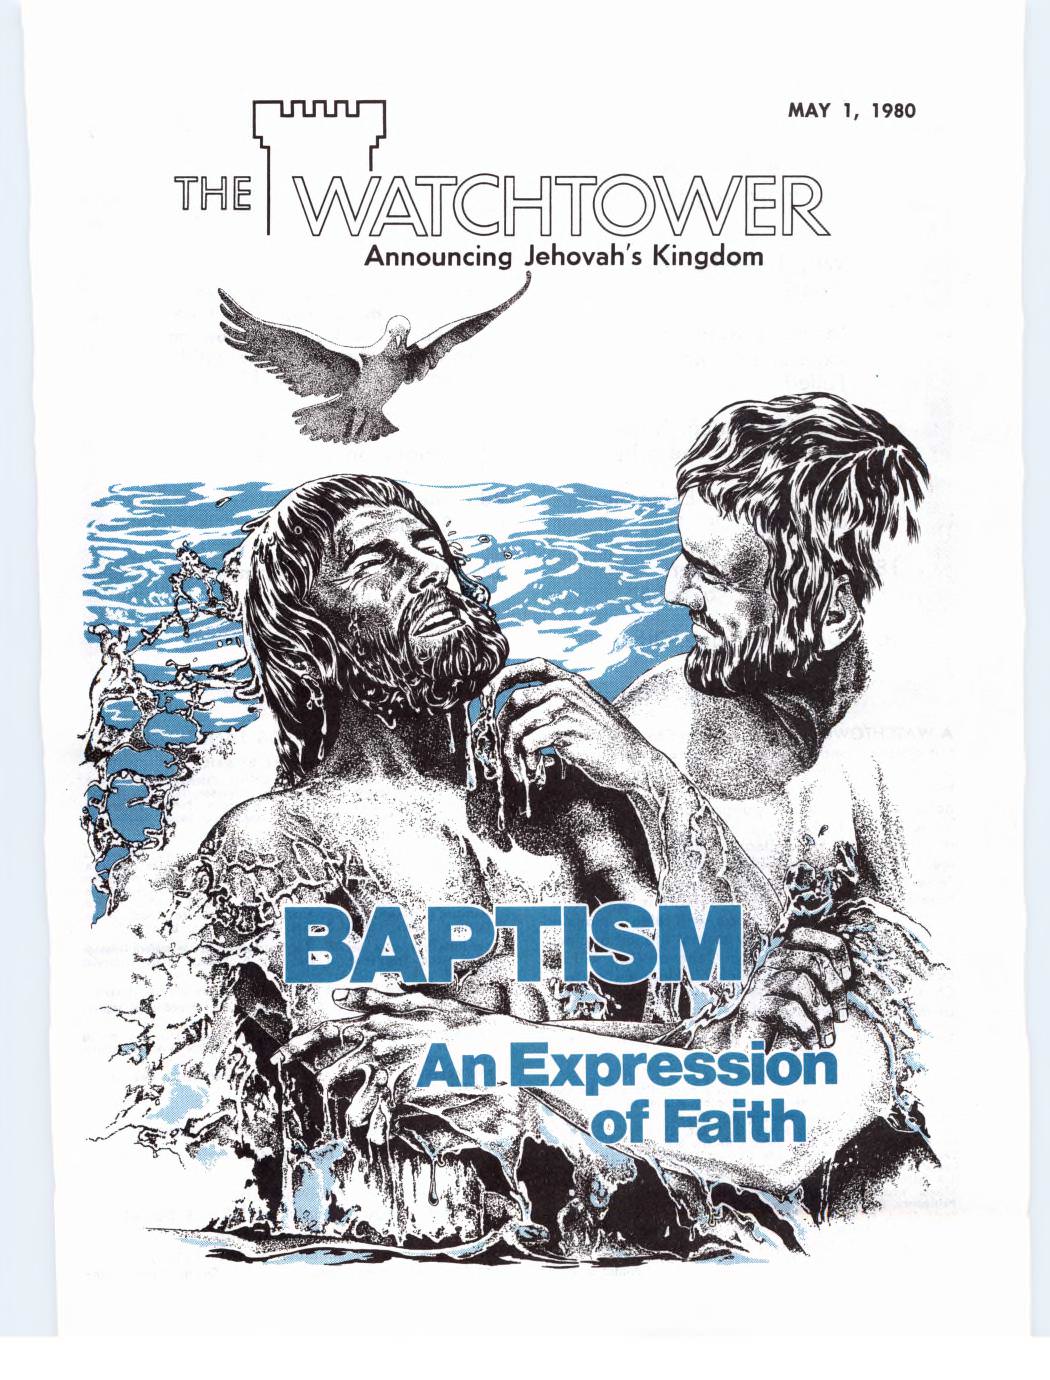 MAY 1, 1980
THE WATCHTOWER
Announcing Jehovah's Kingdom
BAPTISM
An Expression
of Faith